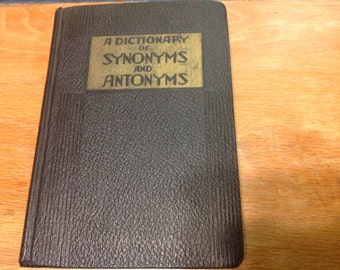 A DICTIONARY
OF
SYNONYMS
AND
ANTONYMS